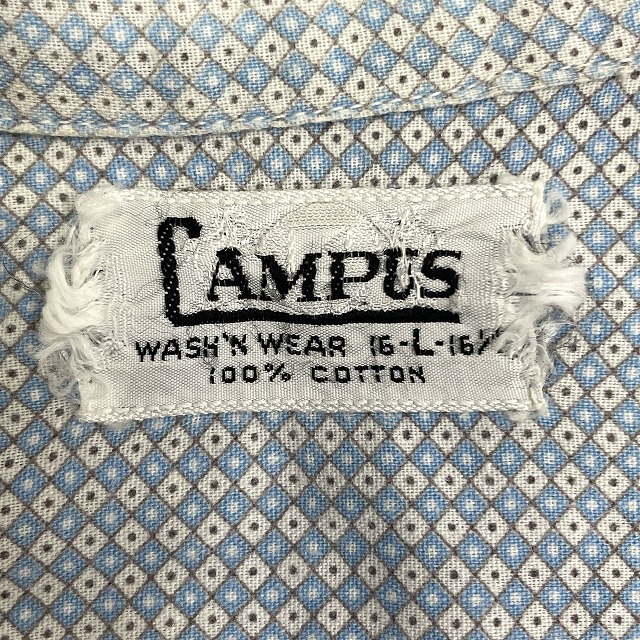 CAMPUS
WASH'N WEAR 16-L-16½
100% COTTON